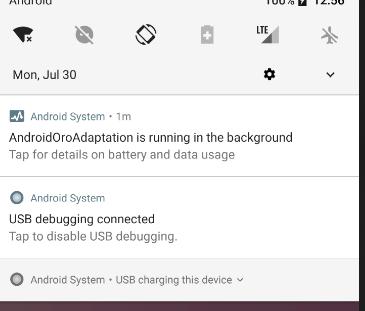 Android 100% 12:56
LTE
Mon, Jul 30
Android System • 1m
AndroidOroAdaptation is running in the background
Tap for details on battery and data usage
Android System
USB debugging connected
Tap to disable USB debugging.
Android System • USB charging this device